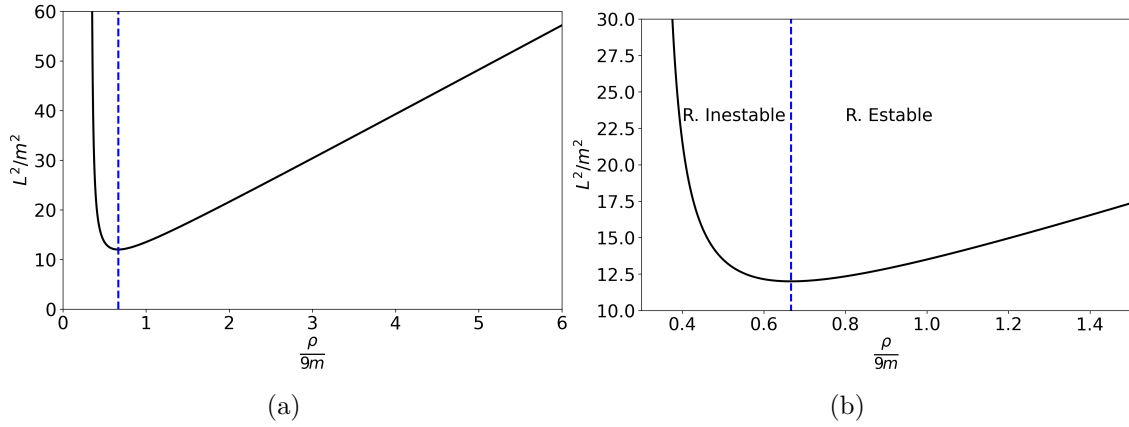 60
50
40
30
20
10
0
L²/m²
0 1 2 3 4 5 6
ρ
9m
(a)
30.0
27.5
25.0
22.5
20.0
17.5
15.0
12.5
10.0
L²/m²
R. Inestable R. Estable
0.4 0.6 0.8 1.0 1.2 1.4
ρ
9m
(b)